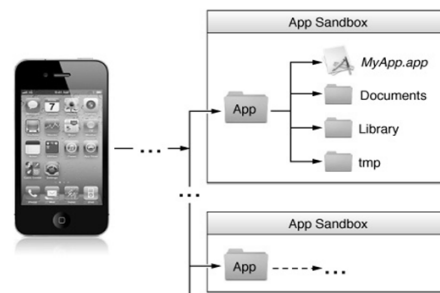 App Sandbox
MyApp.app
App
Documents
Library
tmp
...
...
App Sandbox
App
...